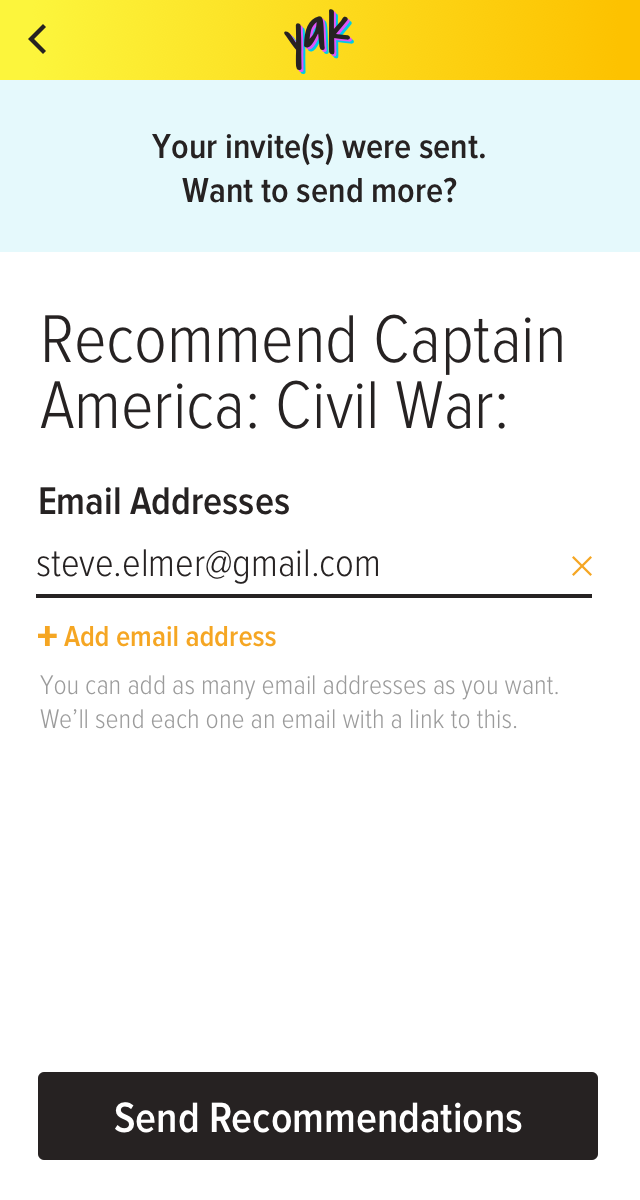 yak
Your invite(s) were sent.
Want to send more?
Recommend Captain
America: Civil War:
Email Addresses
steve.elmer@gmail.com
+ Add email address
You can add as many email addresses as you want.
We’ll send each one an email with a link to this.
Send Recommendations